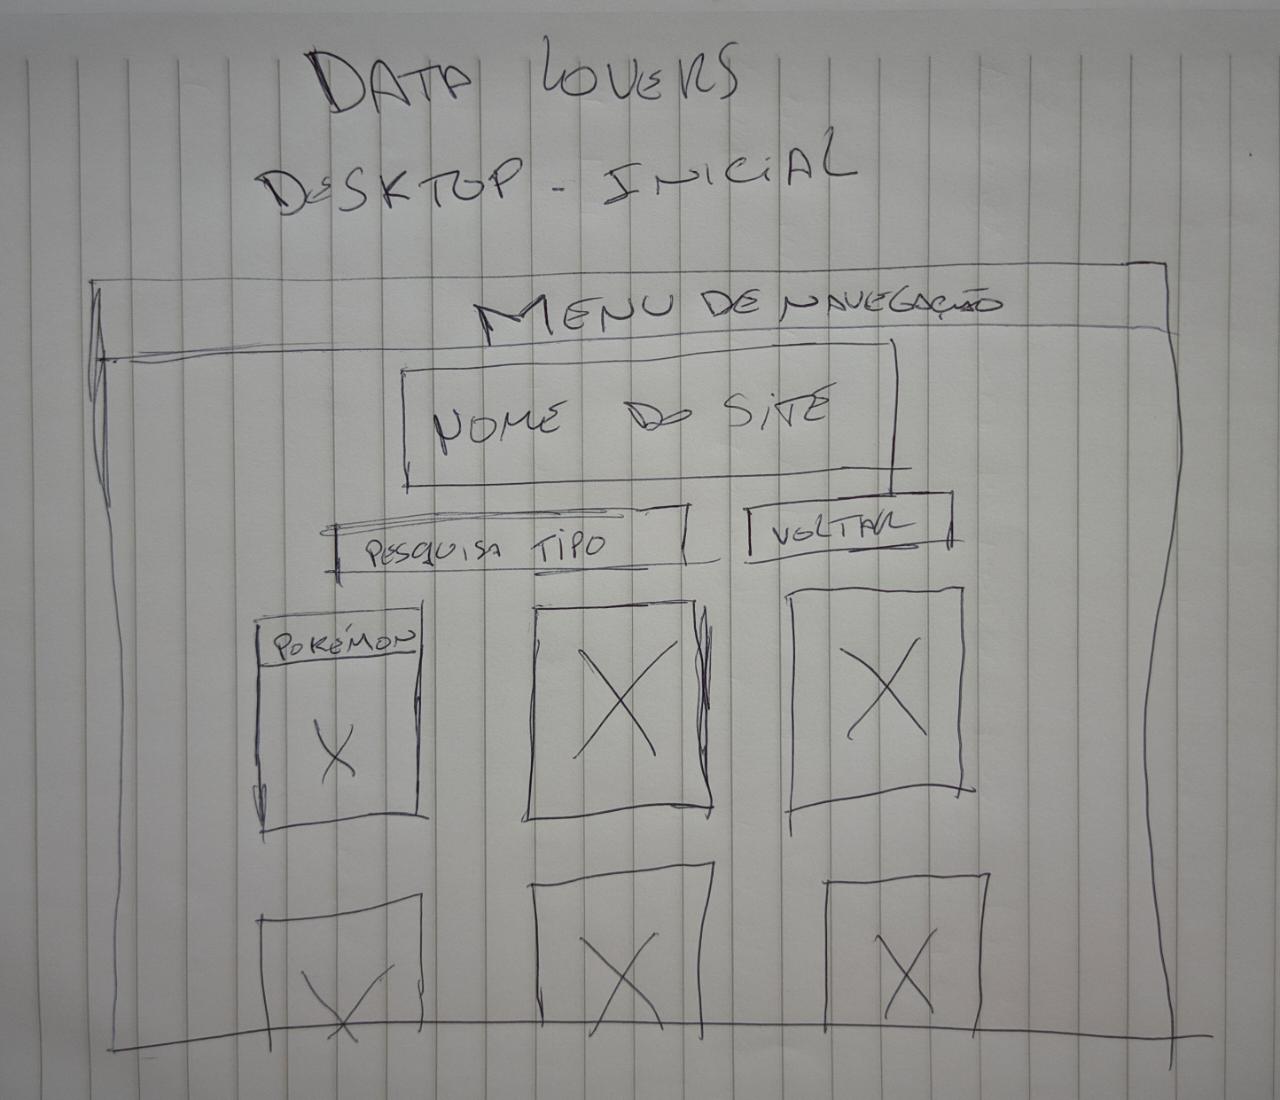 DATA LOVERS
DESKTOP - INICIAL
MENU DE NAVEGAÇÃO
NOME DO SITE
PESQUISA TIPO
VOLTAR
POKÉMON